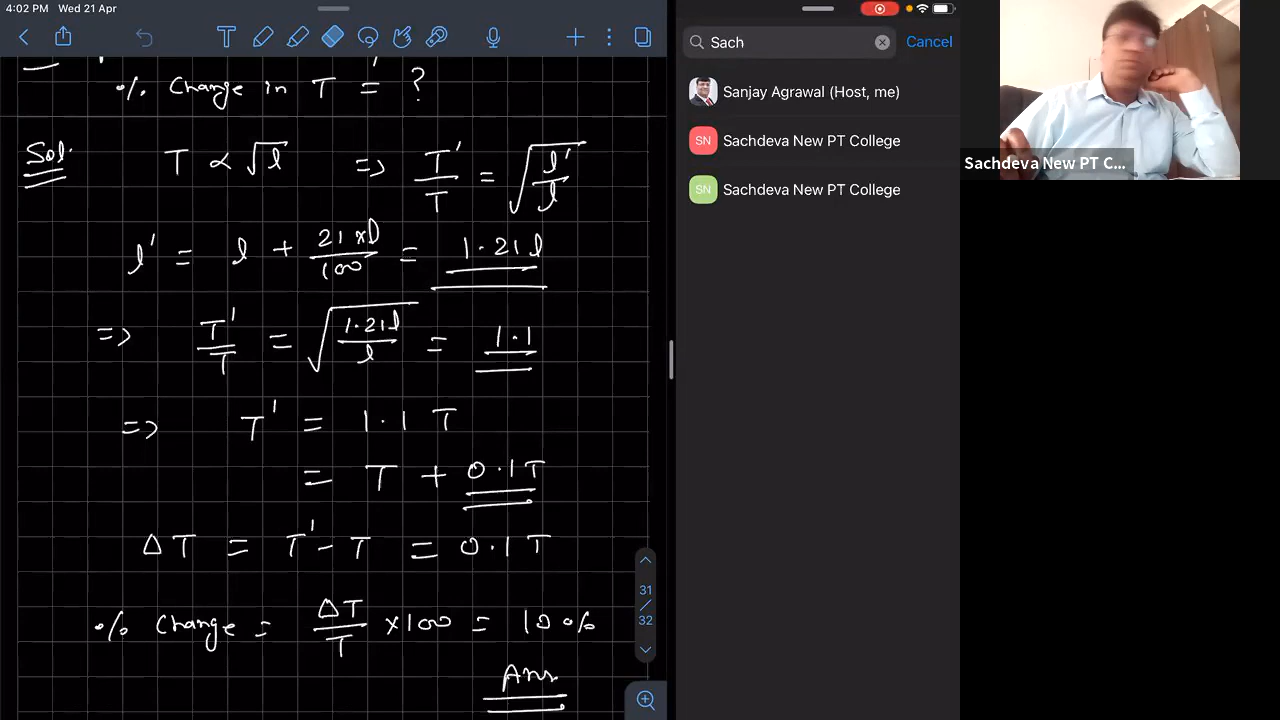 4:02 PM Wed 21 Apr
% Change in T = ?
Sol.
T ∝ √l => T'/T = √(l'/l)
l' = l + 21×l/100 = 1.21 l
=> T'/T = √(1.21l/l) = 1.1
=> T' = 1.1 T
= T + 0.1T
ΔT = T' - T = 0.1T
% Change = ΔT/T ×100 = 10%
Ans
31
/
32
Sach
Cancel
Sanjay Agrawal (Host, me)
SN Sachdeva New PT College
SN Sachdeva New PT College
Sachdeva New PT C...